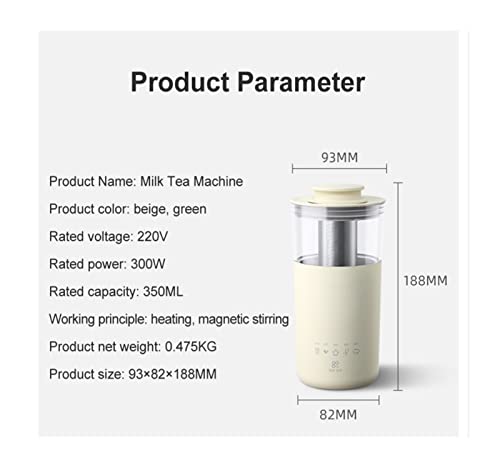 Product Parameter
93MM
Product Name: Milk Tea Machine
Product color: beige, green
Rated voltage: 220V
Rated power: 300W
Rated capacity: 350ML
188MM
Working principle: heating, magnetic stirring
Product net weight: 0.475KG
Product size: 93×82×188MM
82MM